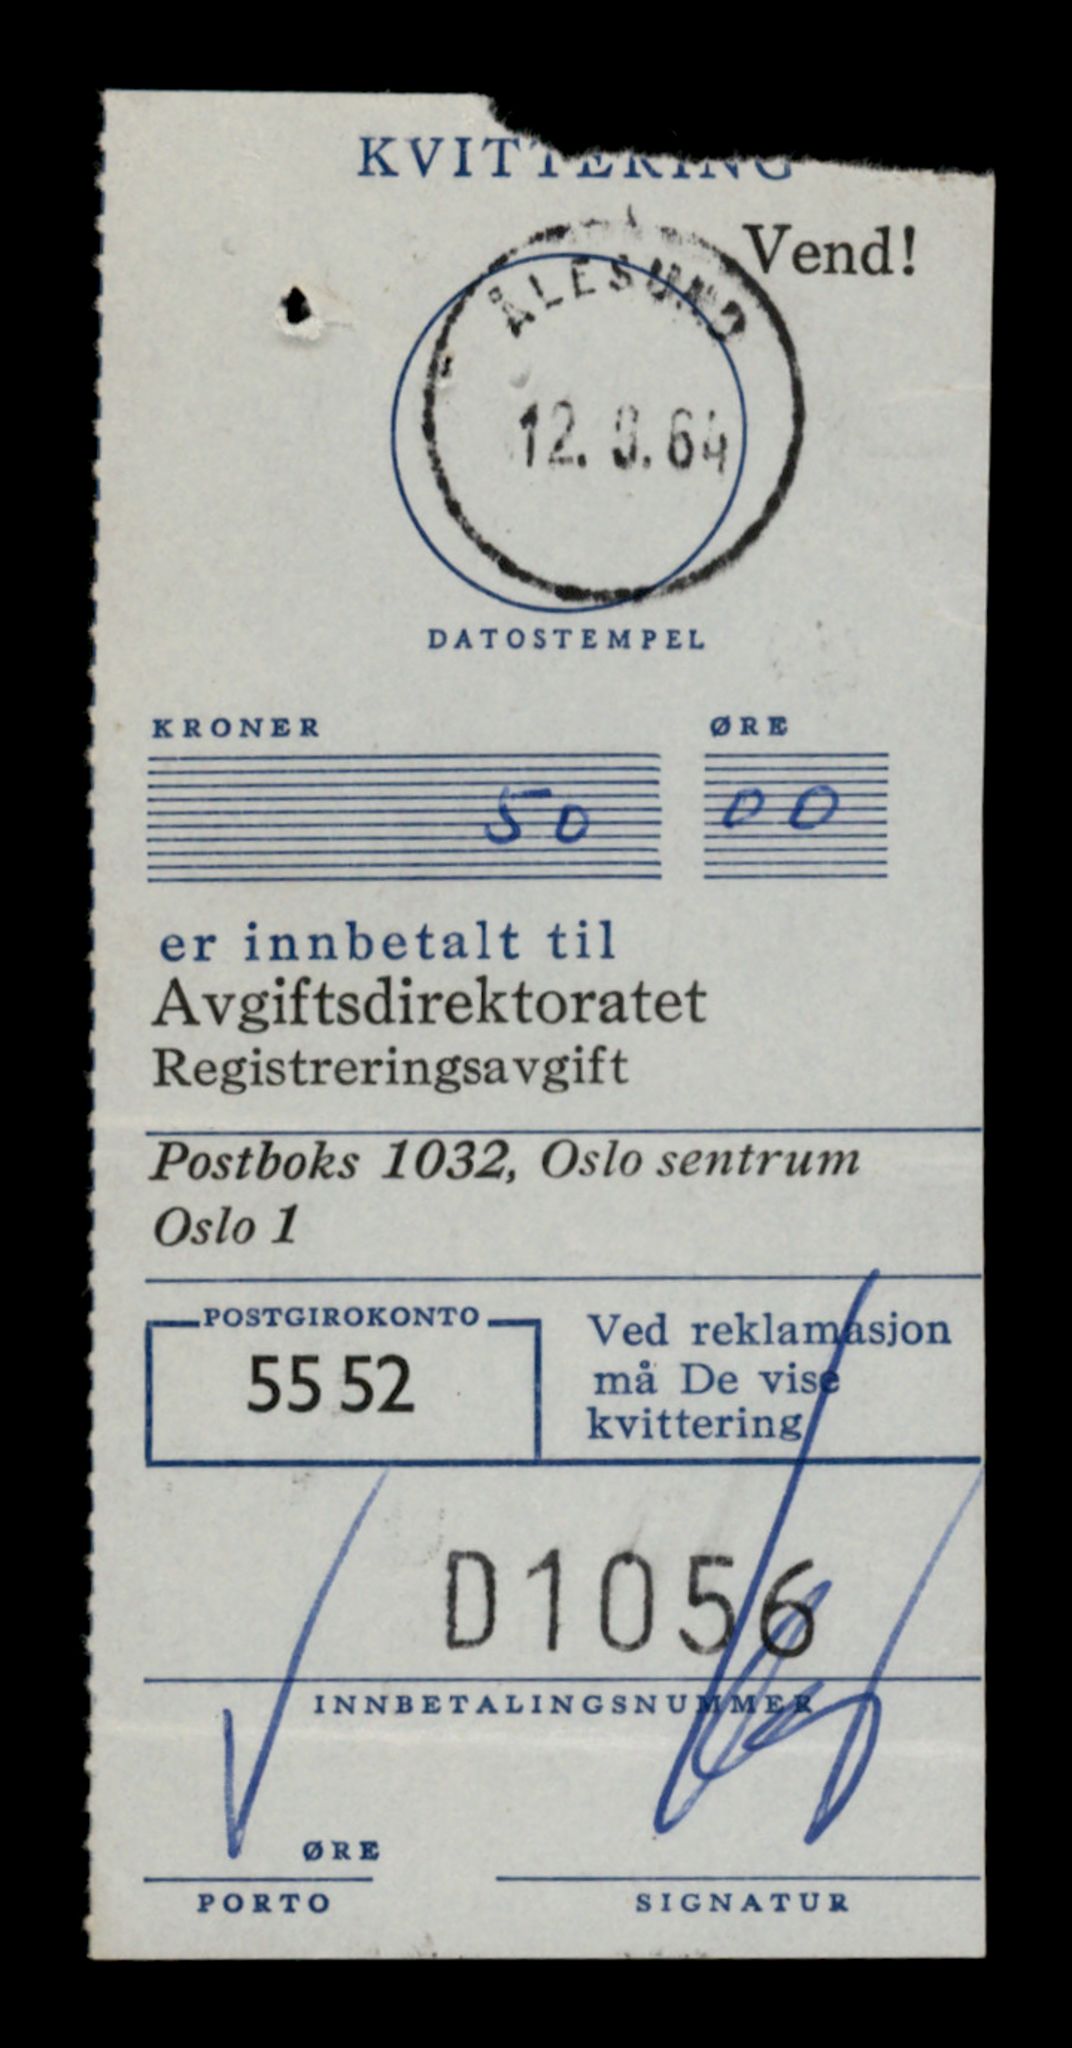 KVITTERING
Vend!
ÅLESUND
12. 64
DATOSTEMPEL
KRONER ØRE
50 00
er innbetalt til
Avgiftsdirektoratet
Registreringsavgift
Postboks 1032, Oslo sentrum
Oslo 1
POSTGIROKONTO
55 52
Ved reklamasjon
må De vise
kvittering
D1056
INNBETALINGSNUMMER
ØRE
PORTO
SIGNATUR